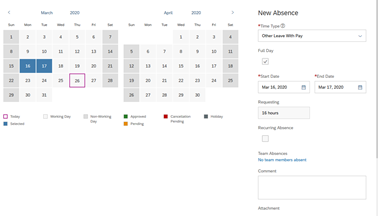 March 2020
April 2020
Sun Mon Tue Wed Thu Fri Sat
Sun Mon Tue Wed Thu Fri Sat
1 2 3 4 5 6 7
1 2 3 4
8 9 10 11 12 13 14
5 6 7 8 9 10 11
15 16 17 18 19 20 21
12 13 14 15 16 17 18
22 23 24 25 26 27 28
19 20 21 22 23 24 25
29 30 31
26 27 28 29 30
Today
Working Day
Non-Working Day
Approved
Cancellation Pending
Holiday
Selected
Pending
New Absence
*Time Type
Other Leave With Pay
Full Day
*Start Date
*End Date
Mar 16, 2020
Mar 17, 2020
Requesting
16 hours
Recurring Absence
Team Absences
No team members absent
Comment
Attachment